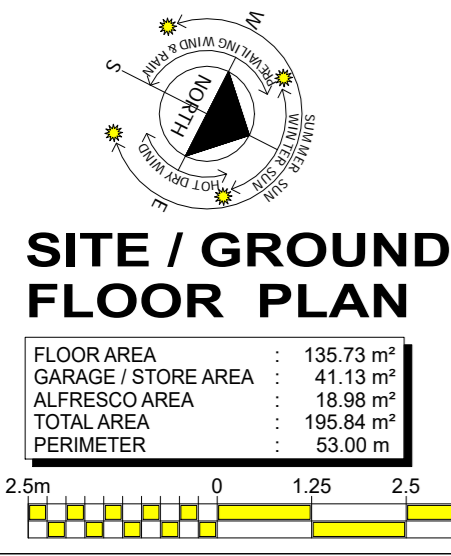 W
S
PREVAILING WIND & RAIN
NORTH
SUMMER SUN
WINTER SUN
HOT DRY WIND
E
SITE / GROUND
FLOOR PLAN
FLOOR AREA : 135.73 m²
GARAGE / STORE AREA : 41.13 m²
ALFRESCO AREA : 18.98 m²
TOTAL AREA : 195.84 m²
PERIMETER : 53.00 m
2.5m 0 1.25 2.5